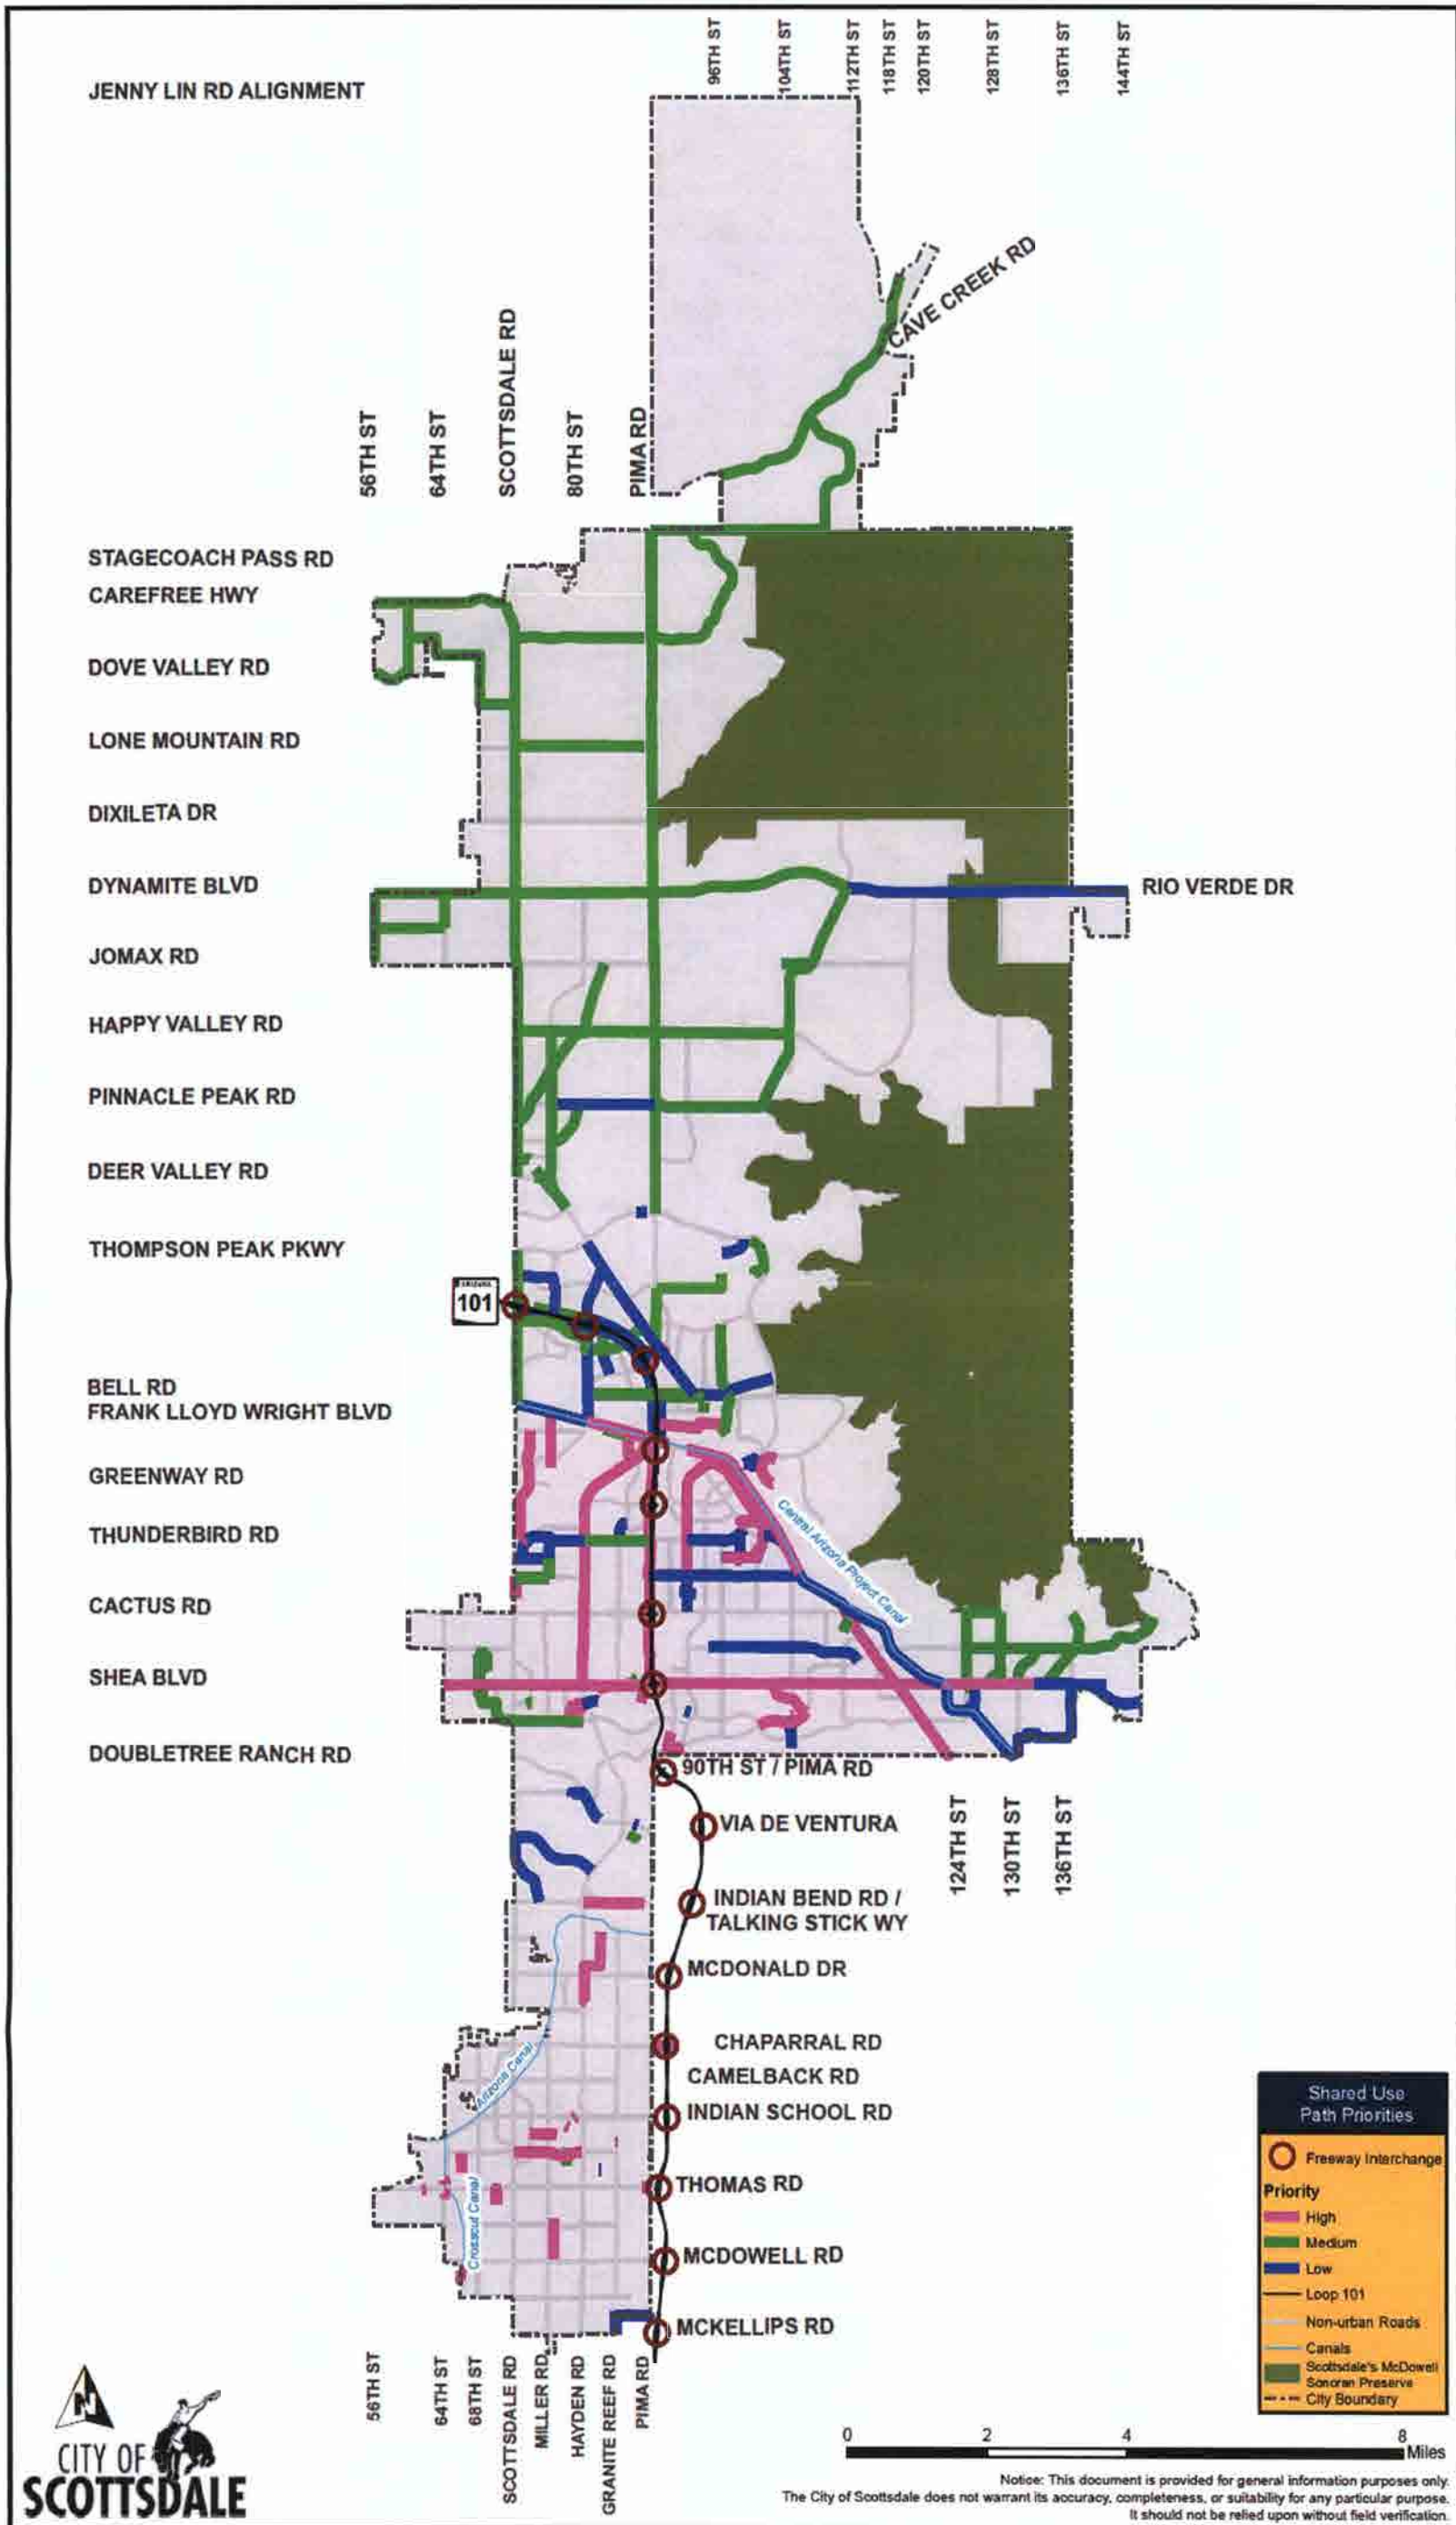 96TH ST
104TH ST
112TH ST
118TH ST
120TH ST
128TH ST
136TH ST
144TH ST
JENNY LIN RD ALIGNMENT
CAVE CREEK RD
56TH ST
64TH ST
SCOTTSDALE RD
80TH ST
PIMA RD
STAGECOACH PASS RD
CAREFREE HWY
DOVE VALLEY RD
LONE MOUNTAIN RD
DIXILETA DR
DYNAMITE BLVD
RIO VERDE DR
JOMAX RD
HAPPY VALLEY RD
PINNACLE PEAK RD
DEER VALLEY RD
THOMPSON PEAK PKWY
ARIZONA
101
BELL RD
FRANK LLOYD WRIGHT BLVD
GREENWAY RD
THUNDERBIRD RD
Central Arizona Project Canal
CACTUS RD
SHEA BLVD
DOUBLETREE RANCH RD
90TH ST / PIMA RD
VIA DE VENTURA
124TH ST
130TH ST
136TH ST
INDIAN BEND RD /
TALKING STICK WY
MCDONALD DR
CHAPARRAL RD
Arizona Canal
CAMELBACK RD
INDIAN SCHOOL RD
THOMAS RD
Crosscut Canal
MCDOWELL RD
MCKELLIPS RD
Shared Use
Path Priorities
Freeway Interchange
Priority
High
Medium
Low
Loop 101
Non-urban Roads
Canals
Scottsdale's McDowell
Sonoran Preserve
City Boundary
56TH ST
64TH ST
68TH ST
SCOTTSDALE RD
MILLER RD
HAYDEN RD
GRANITE REEF RD
PIMA RD
N
CITY OF
SCOTTSDALE
0 2 4 8
Miles
Notice: This document is provided for general information purposes only.
The City of Scottsdale does not warrant its accuracy, completeness, or suitability for any particular purpose.
It should not be relied upon without field verification.